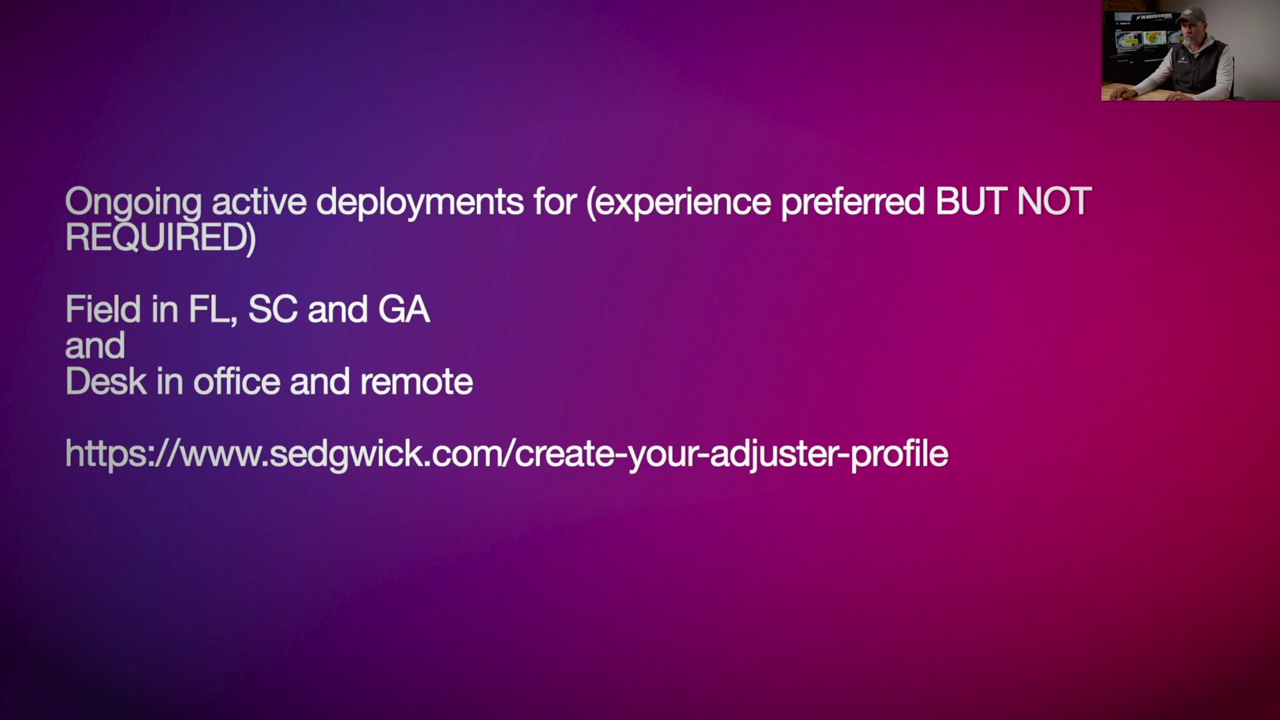 Ongoing active deployments for (experience preferred BUT NOT
REQUIRED)
Field in FL, SC and GA
and
Desk in office and remote
https://www.sedgwick.com/create-your-adjuster-profile